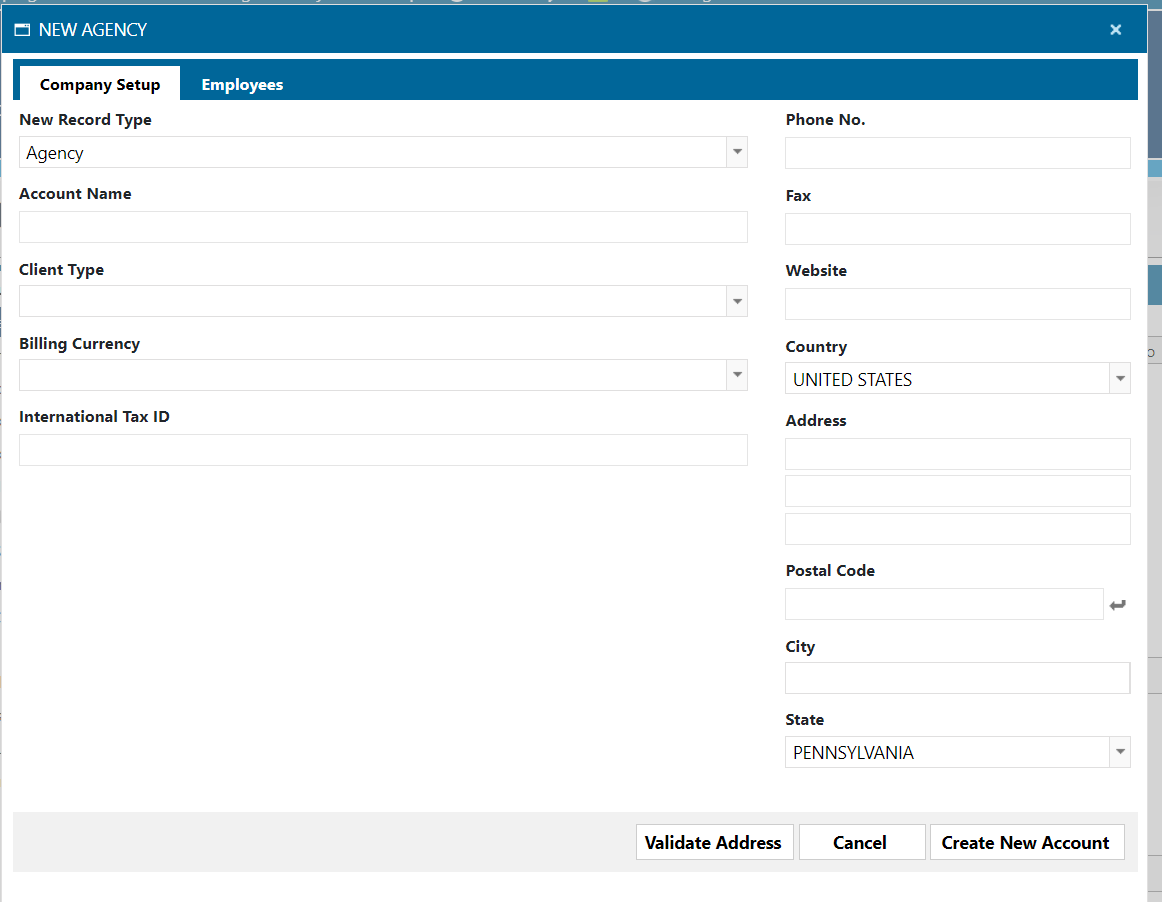 NEW AGENCY
Company Setup
Employees
New Record Type
Agency
Account Name
Client Type
Billing Currency
International Tax ID
Phone No.
Fax
Website
Country
UNITED STATES
Address
Postal Code
City
State
PENNSYLVANIA
Validate Address
Cancel
Create New Account